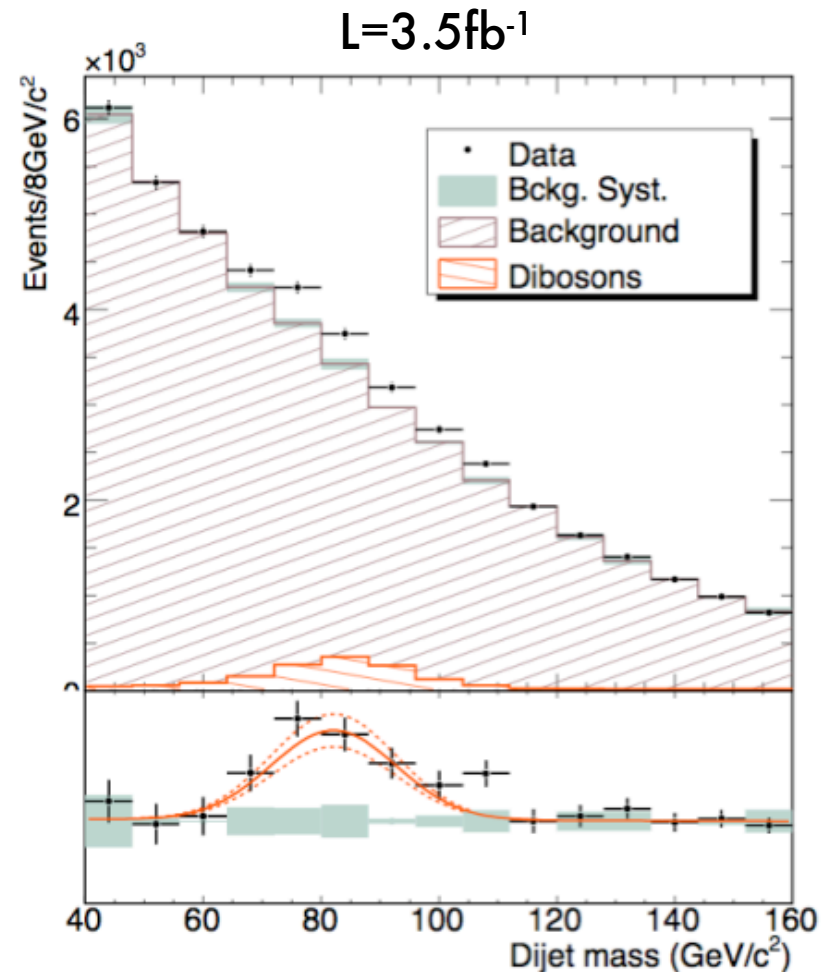 L=3.5fb⁻¹
×10³
Events/8GeV/c²
6
4
2
0
Data
Bckg. Syst.
Background
Dibosons
40 60 80 100 120 140 160
Dijet mass (GeV/c²)